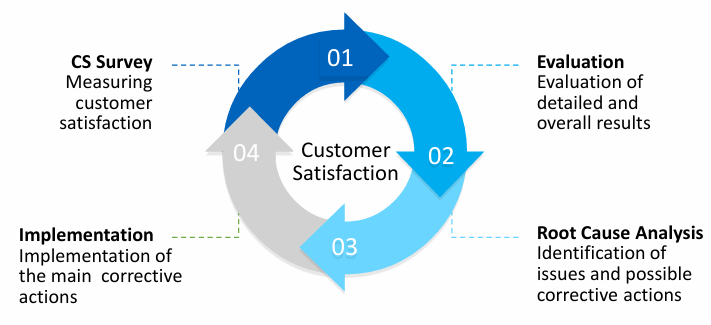 01
CS Survey
Measuring
customer
satisfaction
Evaluation
Evaluation of
detailed and
overall results
02
04
Customer
Satisfaction
03
Root Cause Analysis
Identification of
issues and possible
corrective actions
Implementation
Implementation of
the main  corrective
actions